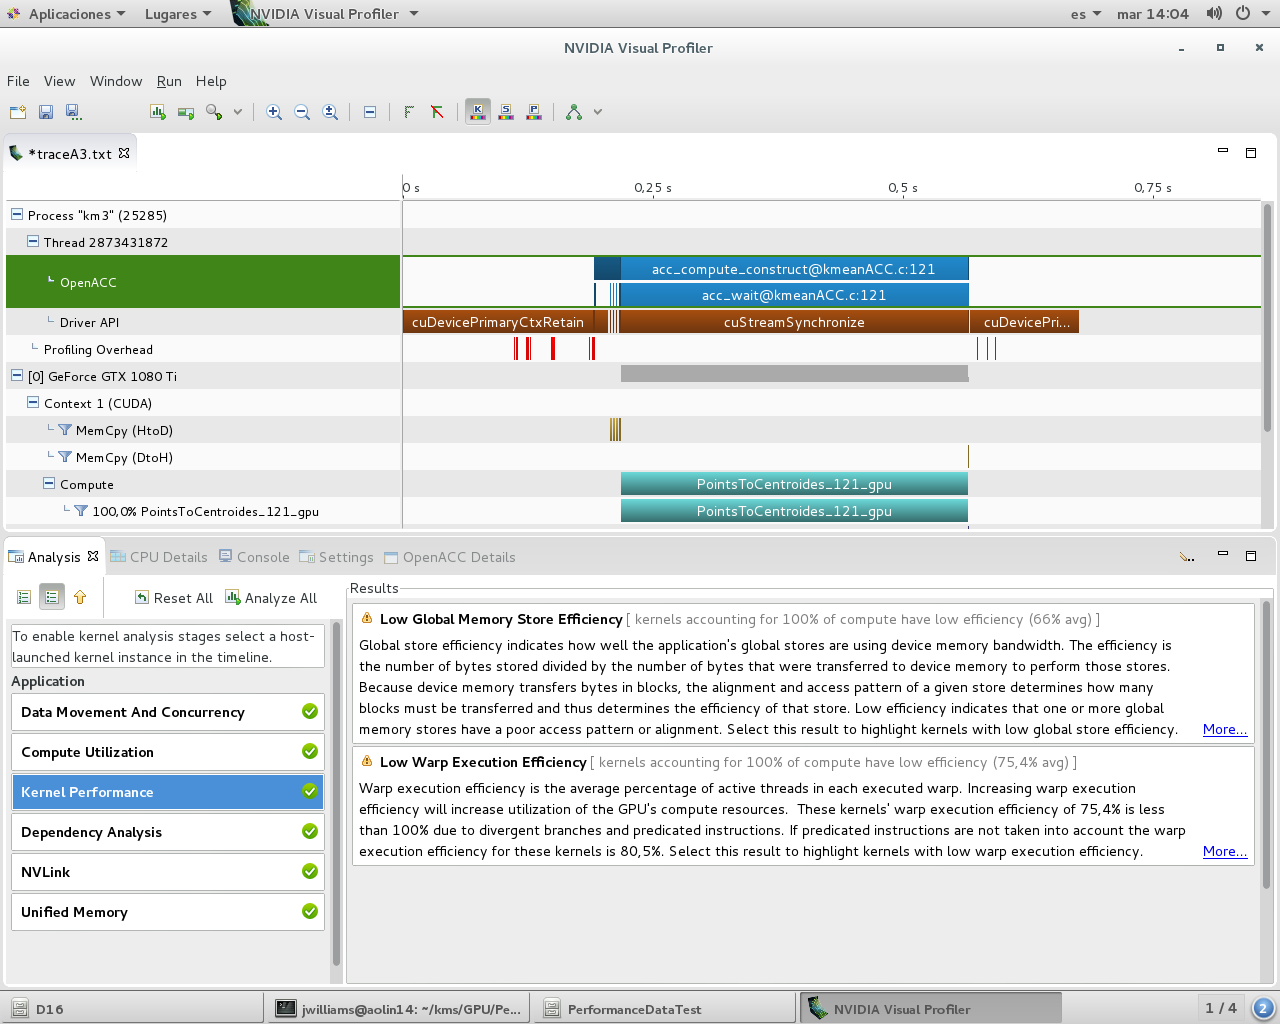 Aplicaciones
Lugares
NVIDIA Visual Profiler
es
mar 14:04
NVIDIA Visual Profiler
File View Window Run Help
K S P
*traceA3.txt
0 s 0,25 s 0,5 s 0,75 s
Process "km3" (25285)
Thread 2873431872
OpenACC
acc_compute_construct@kmeanACC.c:121
acc_wait@kmeanACC.c:121
Driver API
cuDevicePrimaryCtxRetain
cuStreamSynchronize
cuDevicePri...
Profiling Overhead
[0] GeForce GTX 1080 Ti
Context 1 (CUDA)
MemCpy (HtoD)
MemCpy (DtoH)
Compute
PointsToCentroides_121_gpu
100,0% PointsToCentroides_121_gpu
PointsToCentroides_121_gpu
Analysis
CPU Details
Console
Settings
OpenACC Details
Reset All
Analyze All
To enable kernel analysis stages select a host-
launched kernel instance in the timeline.
Application
Data Movement And Concurrency
Compute Utilization
Kernel Performance
Dependency Analysis
NVLink
Unified Memory
Results
Low Global Memory Store Efficiency [ kernels accounting for 100% of compute have low efficiency (66% avg) ]
Global store efficiency indicates how well the application's global stores are using device memory bandwidth. The efficiency is
the number of bytes stored divided by the number of bytes that were transferred to device memory to perform those stores.
Because device memory transfers bytes in blocks, the alignment and access pattern of a given store determines how many
blocks must be transferred and thus determines the efficiency of that store. Low efficiency indicates that one or more global
memory stores have a poor access pattern or alignment. Select this result to highlight kernels with low global store efficiency.
More...
Low Warp Execution Efficiency [ kernels accounting for 100% of compute have low efficiency (75,4% avg) ]
Warp execution efficiency is the average percentage of active threads in each executed warp. Increasing warp execution
efficiency will increase utilization of the GPU's compute resources.  These kernels' warp execution efficiency of 75,4% is less
than 100% due to divergent branches and predicated instructions. If predicated instructions are not taken into account the warp
execution efficiency for these kernels is 80,5%. Select this result to highlight kernels with low warp execution efficiency.
More...
D16
jwilliams@aolin14: ~/kms/GPU/Pe...
PerformanceDataTest
NVIDIA Visual Profiler
1 / 4
2